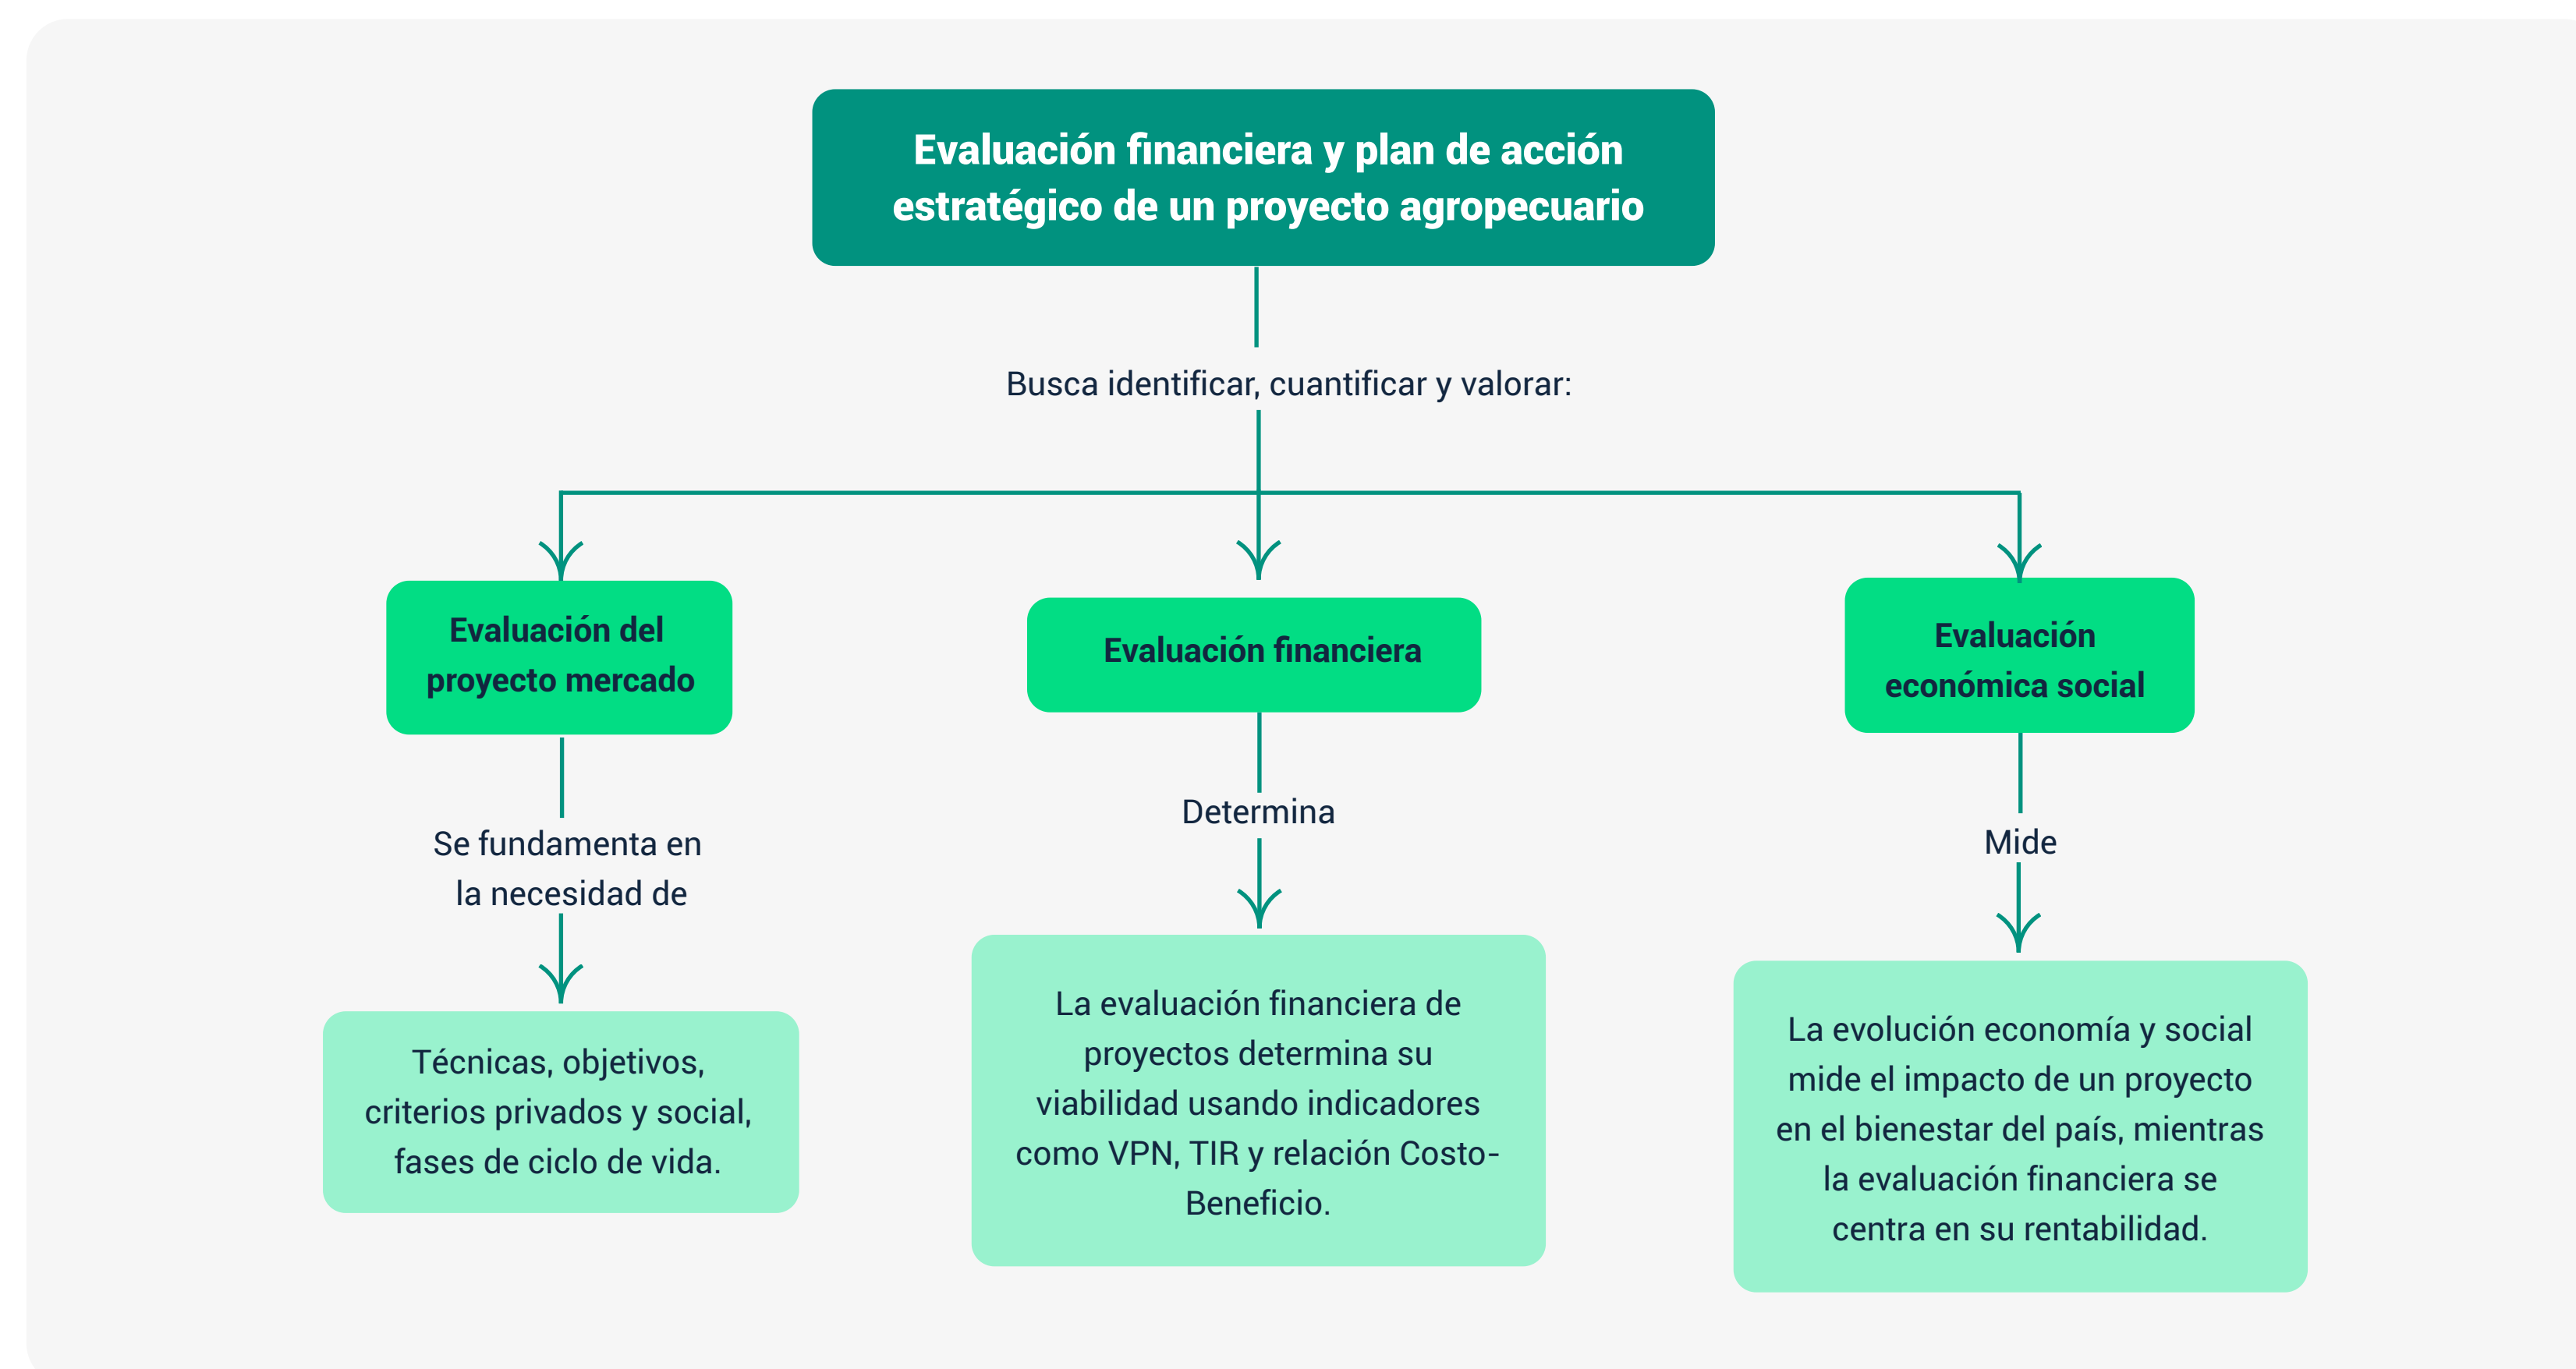 Evaluación financiera y plan de acción
estratégico de un proyecto agropecuario
Busca identificar, cuantificar y valorar:
Evaluación del
proyecto mercado
Se fundamenta en
la necesidad de
Técnicas, objetivos,
criterios privados y social,
fases de ciclo de vida.
Evaluación financiera
Determina
La evaluación financiera de
proyectos determina su
viabilidad usando indicadores
como VPN, TIR y relación Costo-
Beneficio.
Evaluación
económica social
Mide
La evolución economía y social
mide el impacto de un proyecto
en el bienestar del país, mientras
la evaluación financiera se
centra en su rentabilidad.